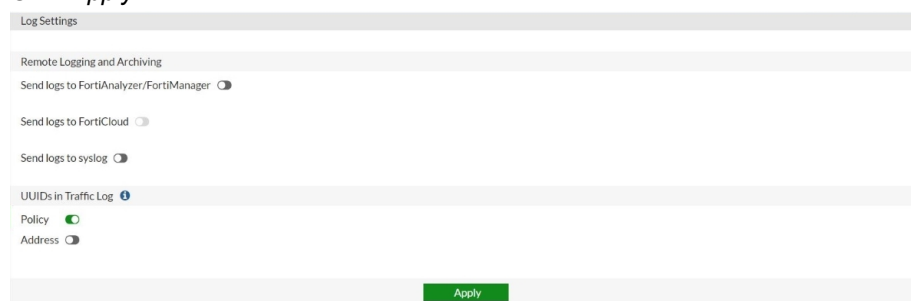 Log Settings
Remote Logging and Archiving
Send logs to FortiAnalyzer/FortiManager
Send logs to FortiCloud
Send logs to syslog
UUIDs in Traffic Log
Policy
Address
Apply